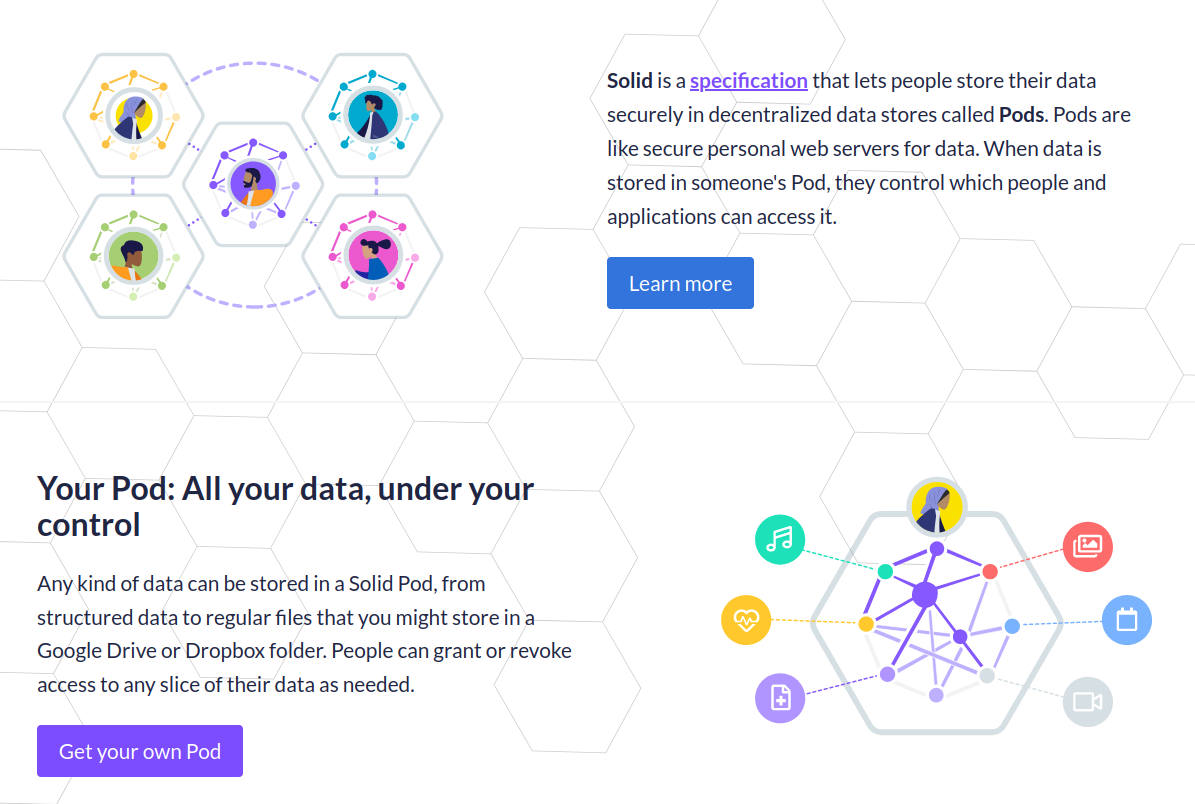 Solid is a specification that lets people store their data
securely in decentralized data stores called Pods. Pods are
like secure personal web servers for data. When data is
stored in someone's Pod, they control which people and
applications can access it.
Learn more
Your Pod: All your data, under your
control
Any kind of data can be stored in a Solid Pod, from
structured data to regular files that you might store in a
Google Drive or Dropbox folder. People can grant or revoke
access to any slice of their data as needed.
Get your own Pod